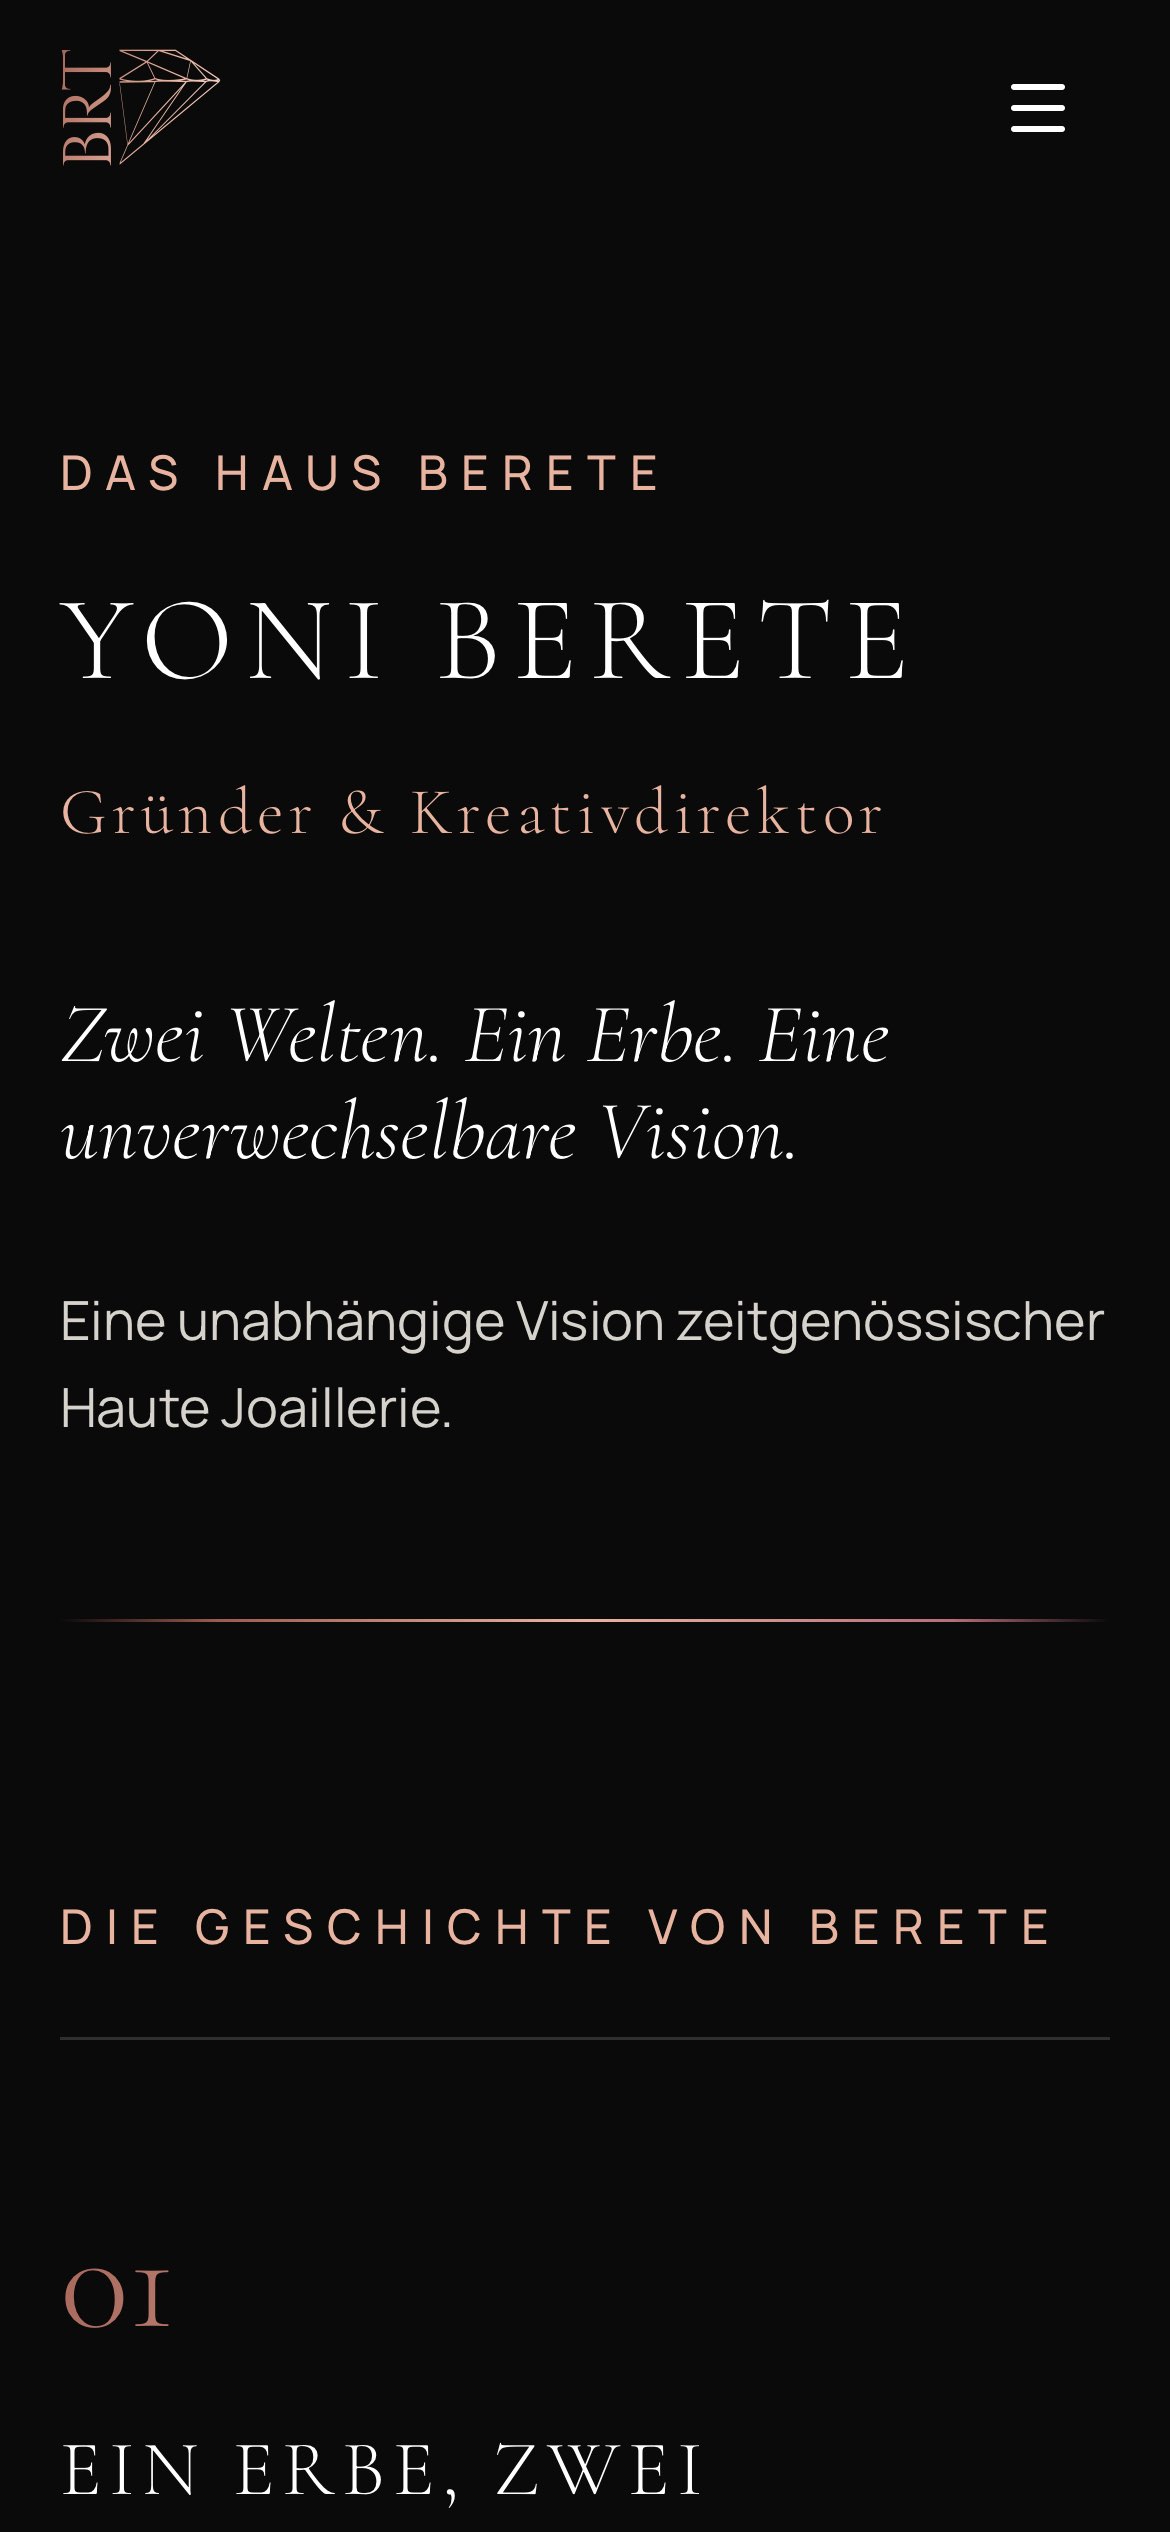 BRT
DAS HAUS BERETE
YONI BERETE
Gründer & Kreativdirektor
Zwei Welten. Ein Erbe. Eine
unverwechselbare Vision.
Eine unabhängige Vision zeitgenössischer
Haute Joaillerie.
DIE GESCHICHTE VON BERETE
01
EIN ERBE, ZWEI